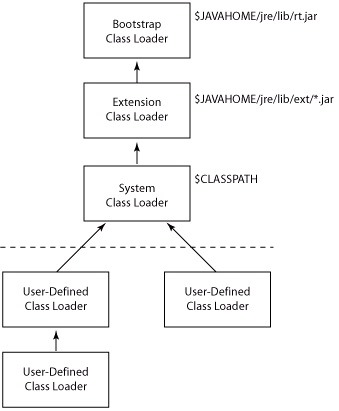 Bootstrap
Class Loader
$JAVAHOME/jre/lib/rt.jar
Extension
Class Loader
$JAVAHOME/jre/lib/ext/*.jar
System
Class Loader
$CLASSPATH
User-Defined
Class Loader
User-Defined
Class Loader
User-Defined
Class Loader